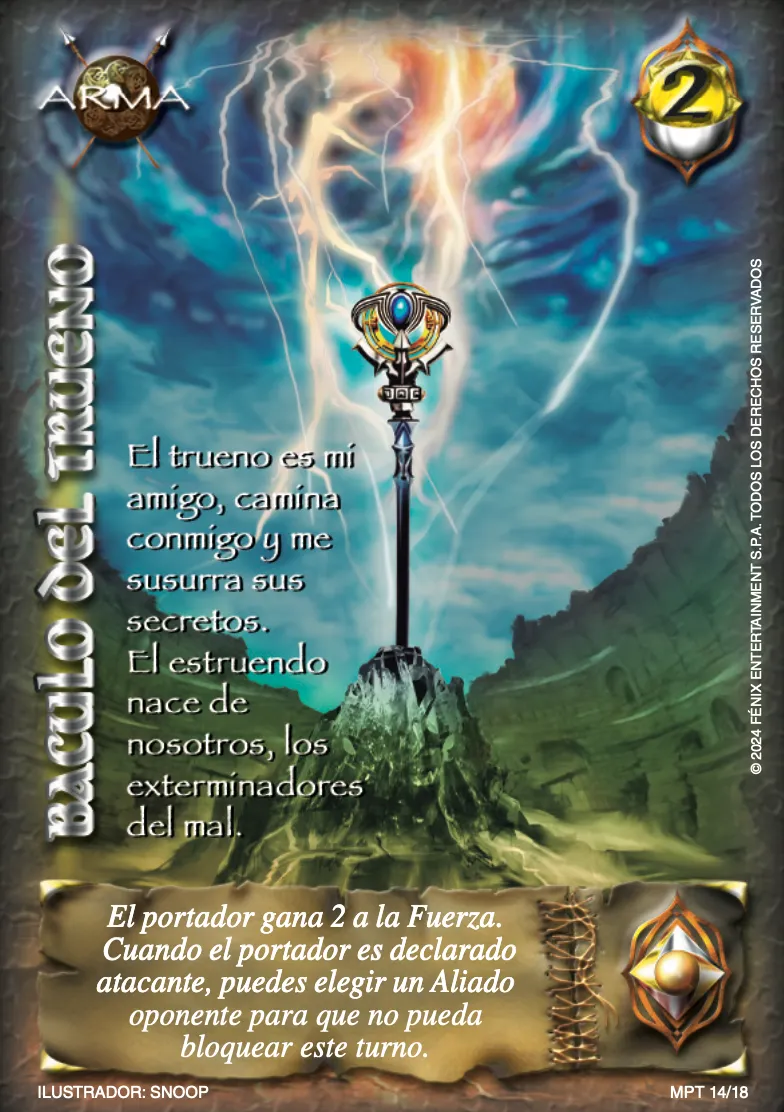 ARMA
2
BACULO DEL TRUENO
El trueno es mi
amigo, camina
conmigo y me
susurra sus
secretos.
El estruendo
nace de
nosotros, los
exterminadores
del mal.
© 2024 FÉNIX ENTERTAINMENT S.P.A. TODOS LOS DERECHOS RESERVADOS
El portador gana 2 a la Fuerza.
Cuando el portador es declarado
atacante, puedes elegir un Aliado
oponente para que no pueda
bloquear este turno.
ILUSTRADOR: SNOOP
MPT 14/18